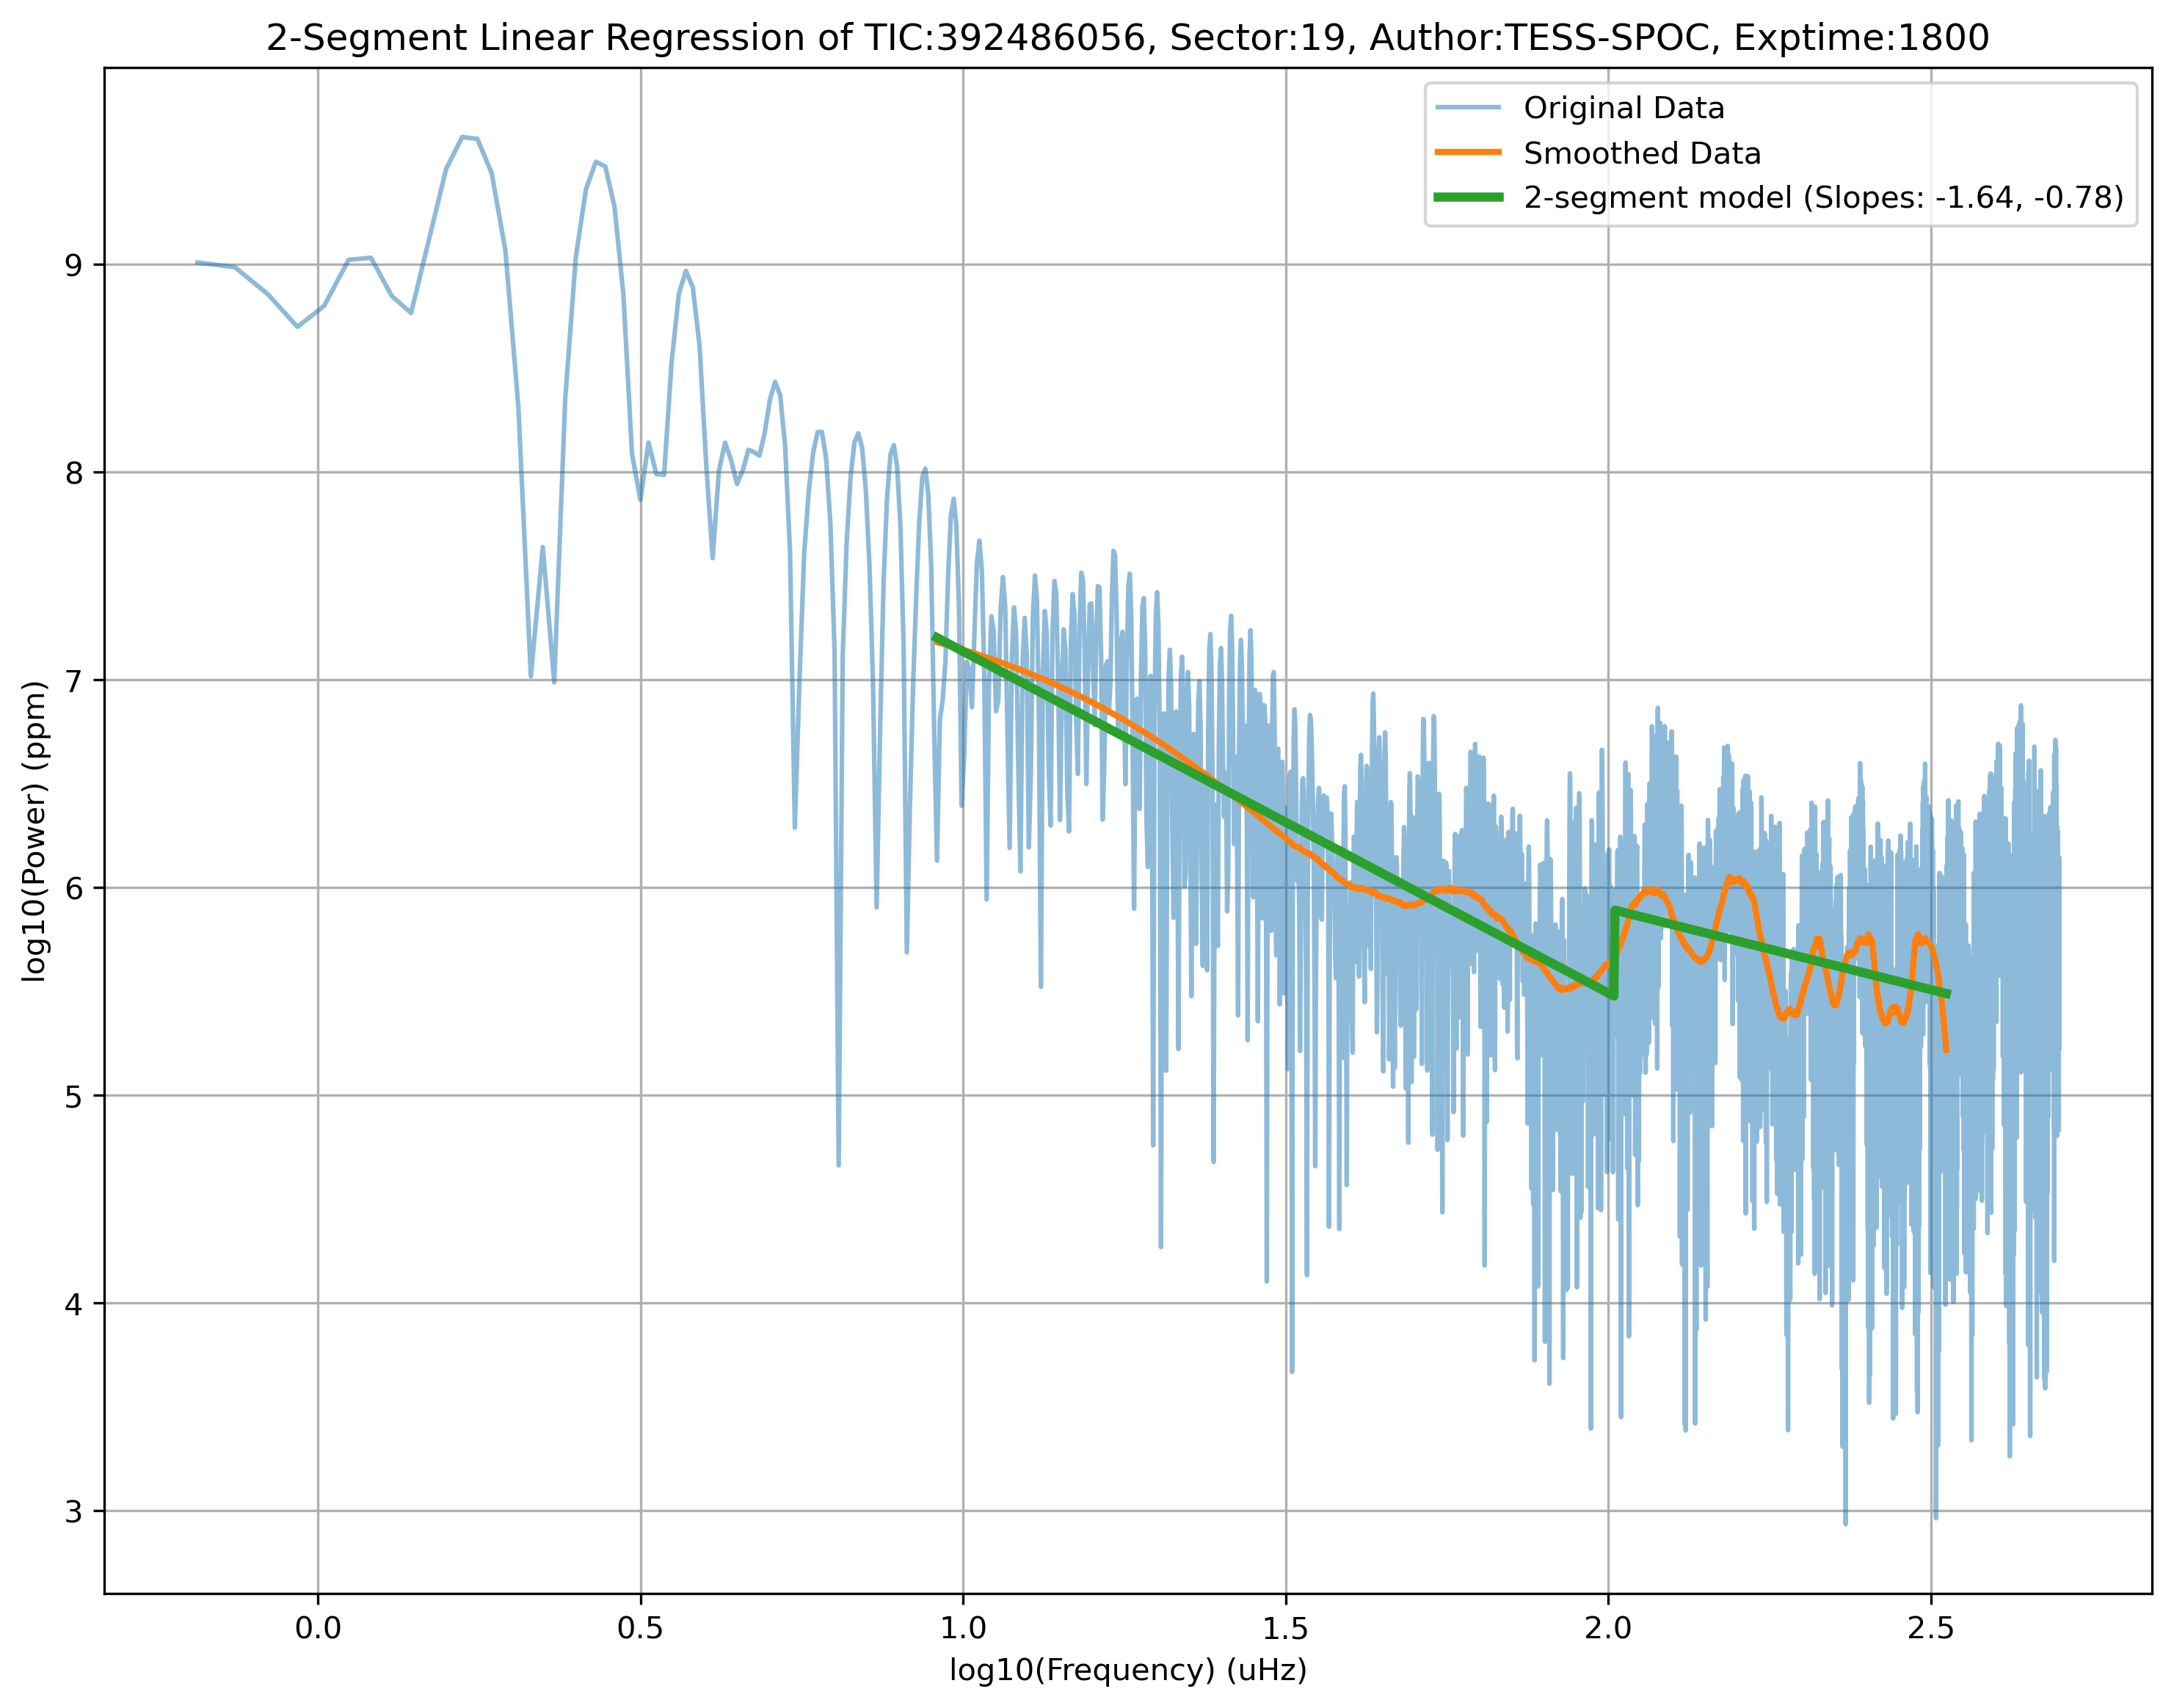 2-Segment Linear Regression of TIC:392486056, Sector:19, Author:TESS-SPOC, Exptime:1800
Original Data
Smoothed Data
2-segment model (Slopes: -1.64, -0.78)
log10(Power) (ppm)
9
8
7
6
5
4
3
0.0 0.5 1.0 1.5 2.0 2.5
log10(Frequency) (uHz)